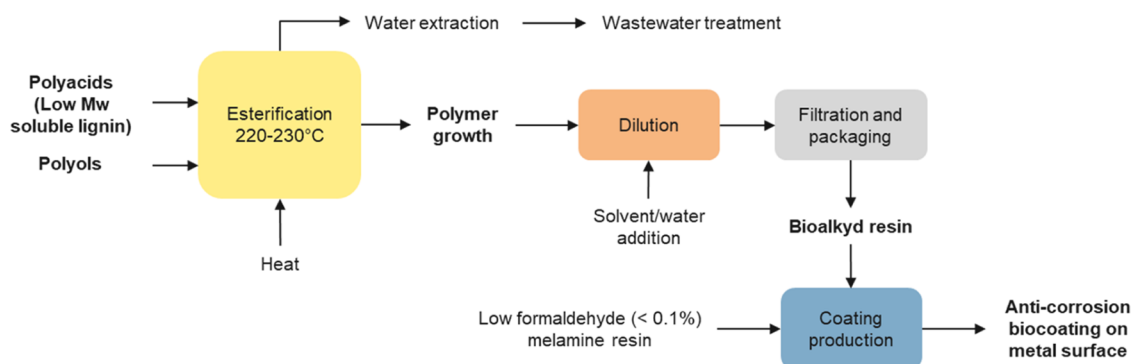 Water extraction
Wastewater treatment
Polyacids
(Low Mw
soluble lignin)
Polyols
Esterification
220-230°C
Heat
Polymer
growth
Dilution
Solvent/water
addition
Filtration and
packaging
Bioalkyd resin
Low formaldehyde (< 0.1%)
melamine resin
Coating
production
Anti-corrosion
biocoating on
metal surface